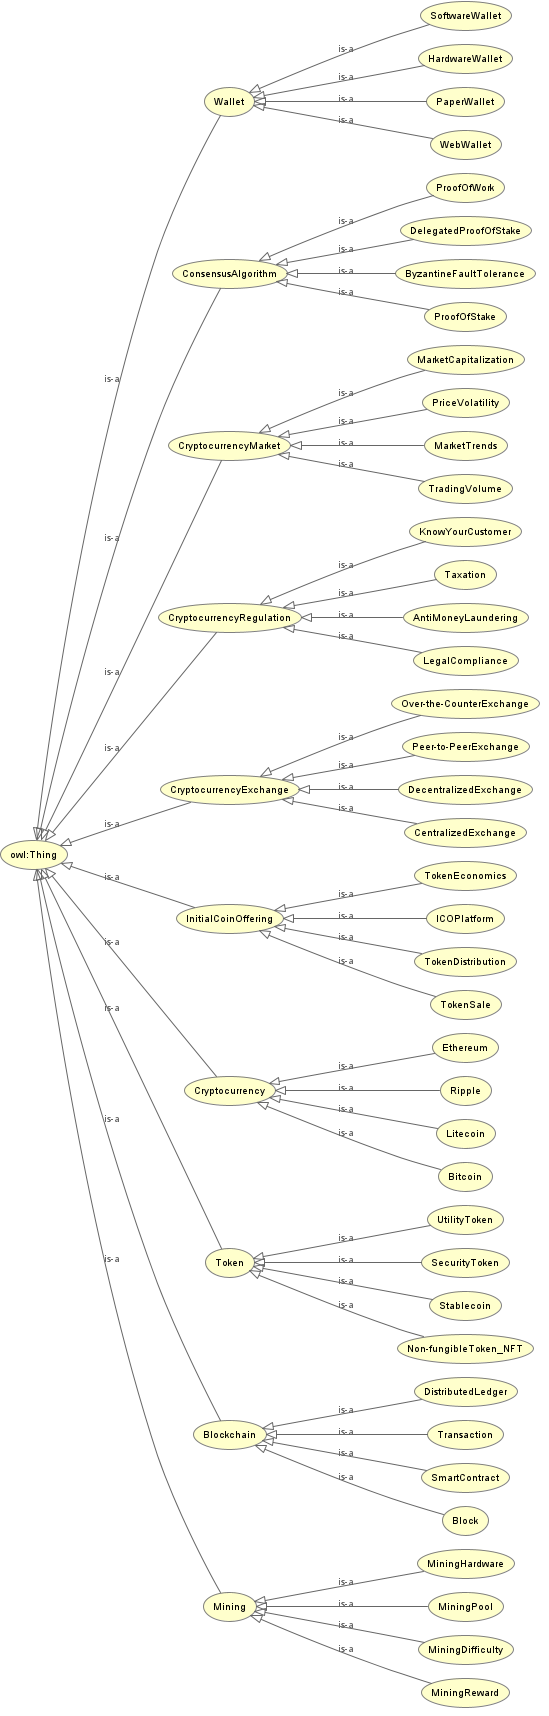 SoftwareWallet
is-a
HardwareWallet
is-a
Wallet
is-a
PaperWallet
is-a
WebWallet
ProofOfWork
is-a
DelegatedProofOfStake
is-a
ConsensusAlgorithm
is-a
ByzantineFaultTolerance
is-a
ProofOfStake
MarketCapitalization
is-a
is-a
PriceVolatility
is-a
CryptocurrencyMarket
is-a
MarketTrends
is-a
TradingVolume
KnowYourCustomer
is-a
is-a
Taxation
is-a
CryptocurrencyRegulation
is-a
AntiMoneyLaundering
is-a
LegalCompliance
is-a
Over-the-CounterExchange
is-a
is-a
Peer-to-PeerExchange
is-a
CryptocurrencyExchange
is-a
DecentralizedExchange
is-a
is-a
CentralizedExchange
owl:Thing
is-a
TokenEconomics
is-a
InitialCoinOffering
is-a
ICOPlatform
is-a
is-a
TokenDistribution
is-a
TokenSale
is-a
Ethereum
is-a
Cryptocurrency
is-a
Ripple
is-a
is-a
Litecoin
is-a
Bitcoin
UtilityToken
is-a
Token
is-a
SecurityToken
is-a
Stablecoin
is-a
Non-fungibleToken_NFT
is-a
DistributedLedger
is-a
Blockchain
is-a
Transaction
is-a
SmartContract
is-a
Block
MiningHardware
is-a
Mining
is-a
MiningPool
is-a
MiningDifficulty
is-a
MiningReward